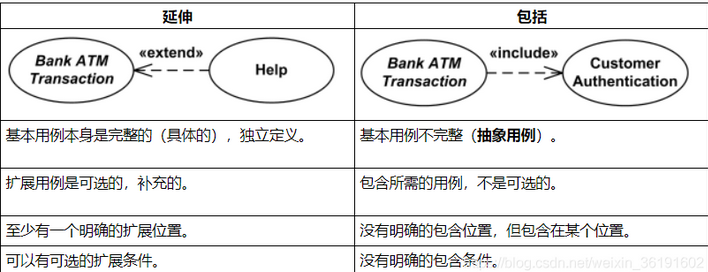 延伸
包括
Bank ATM
Transaction
«extend»
Help
Bank ATM
Transaction
«include»
Customer
Authentication
基本用例本身是完整的（具体的），独立定义。
基本用例不完整（抽象用例）。
扩展用例是可选的，补充的。
包含所需的用例，不是可选的。
至少有一个明确的扩展位置。
没有明确的包含位置，但包含在某个位置。
可以有可选的扩展条件。
没有明确的包含条件。
https://blog.csdn.net/weixin_36191602